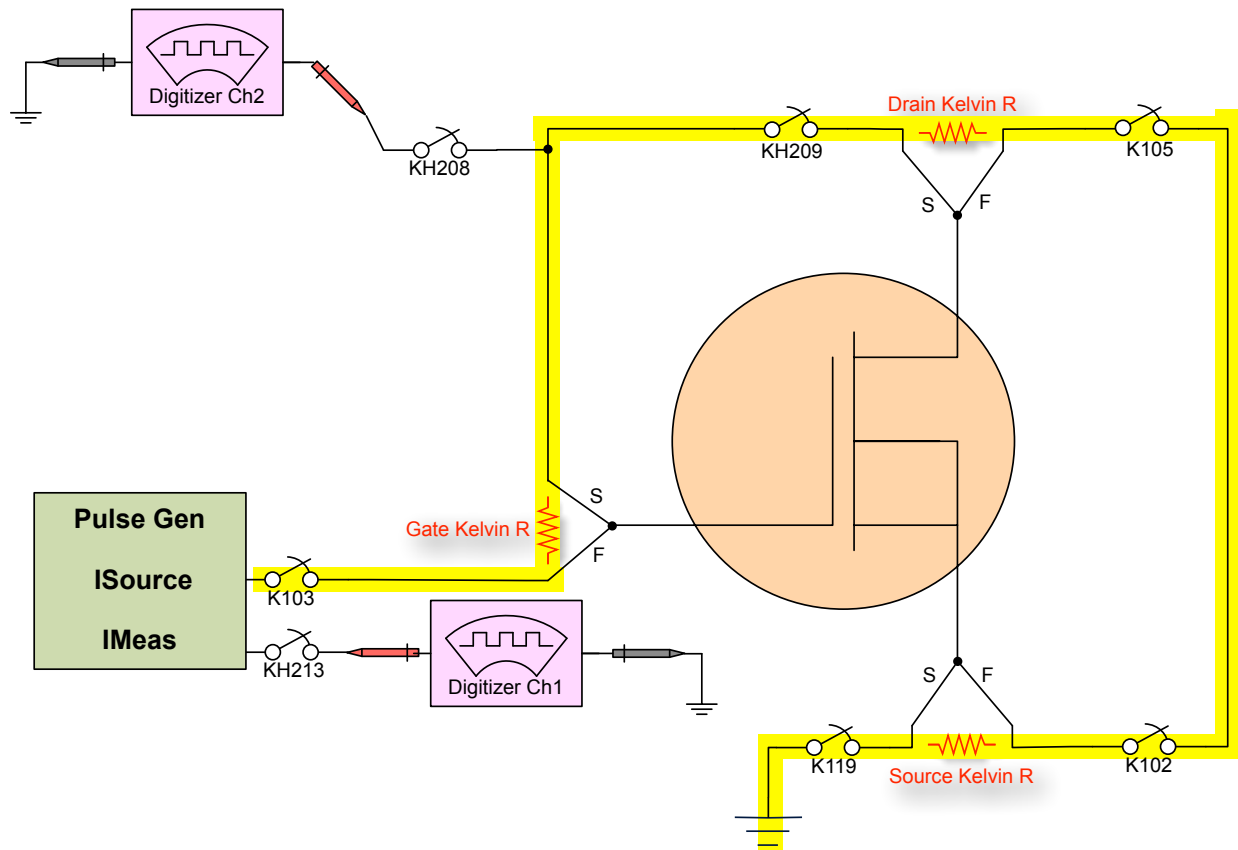 Digitizer Ch2
KH208
KH209
Drain Kelvin R
K105
S
F
Pulse Gen
ISource
IMeas
K103
KH213
Gate Kelvin R
S
F
Digitizer Ch1
S
F
K119
Source Kelvin R
K102